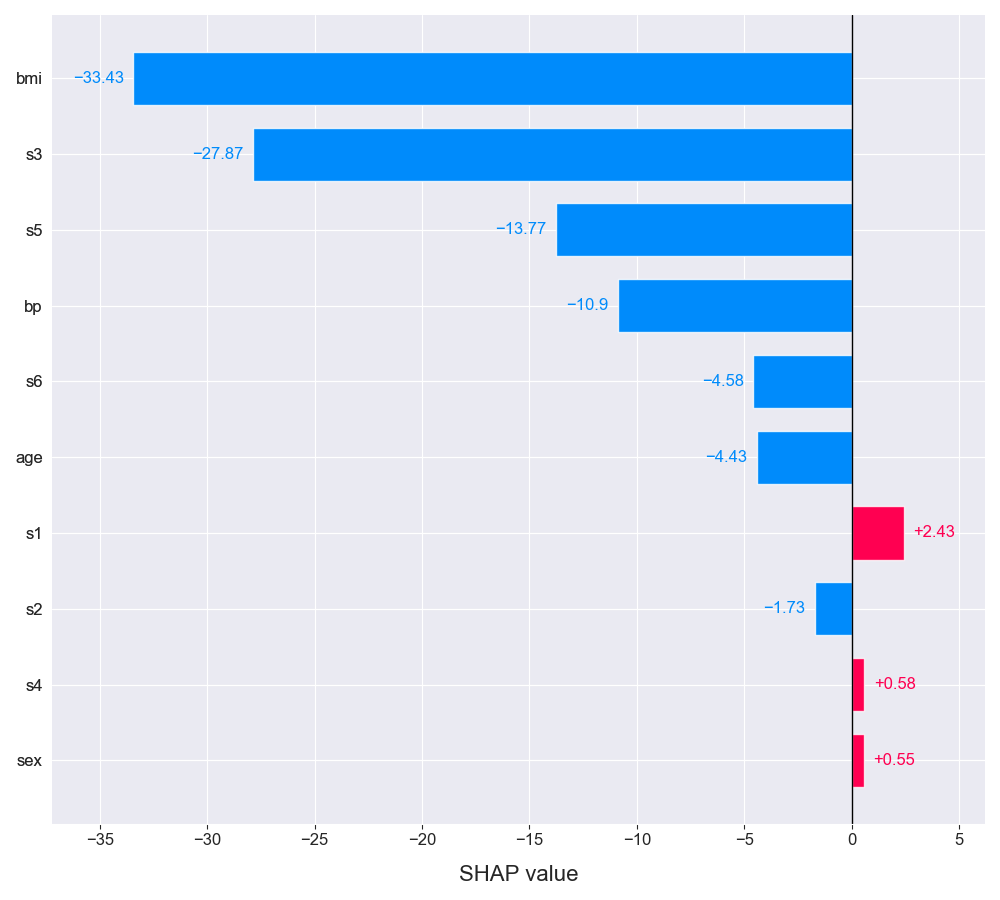 bmi −33.43
s3 −27.87
s5 −13.77
bp −10.9
s6 −4.58
age −4.43
s1 +2.43
s2 −1.73
s4 +0.58
sex +0.55
−35 −30 −25 −20 −15 −10 −5 0 5
SHAP value